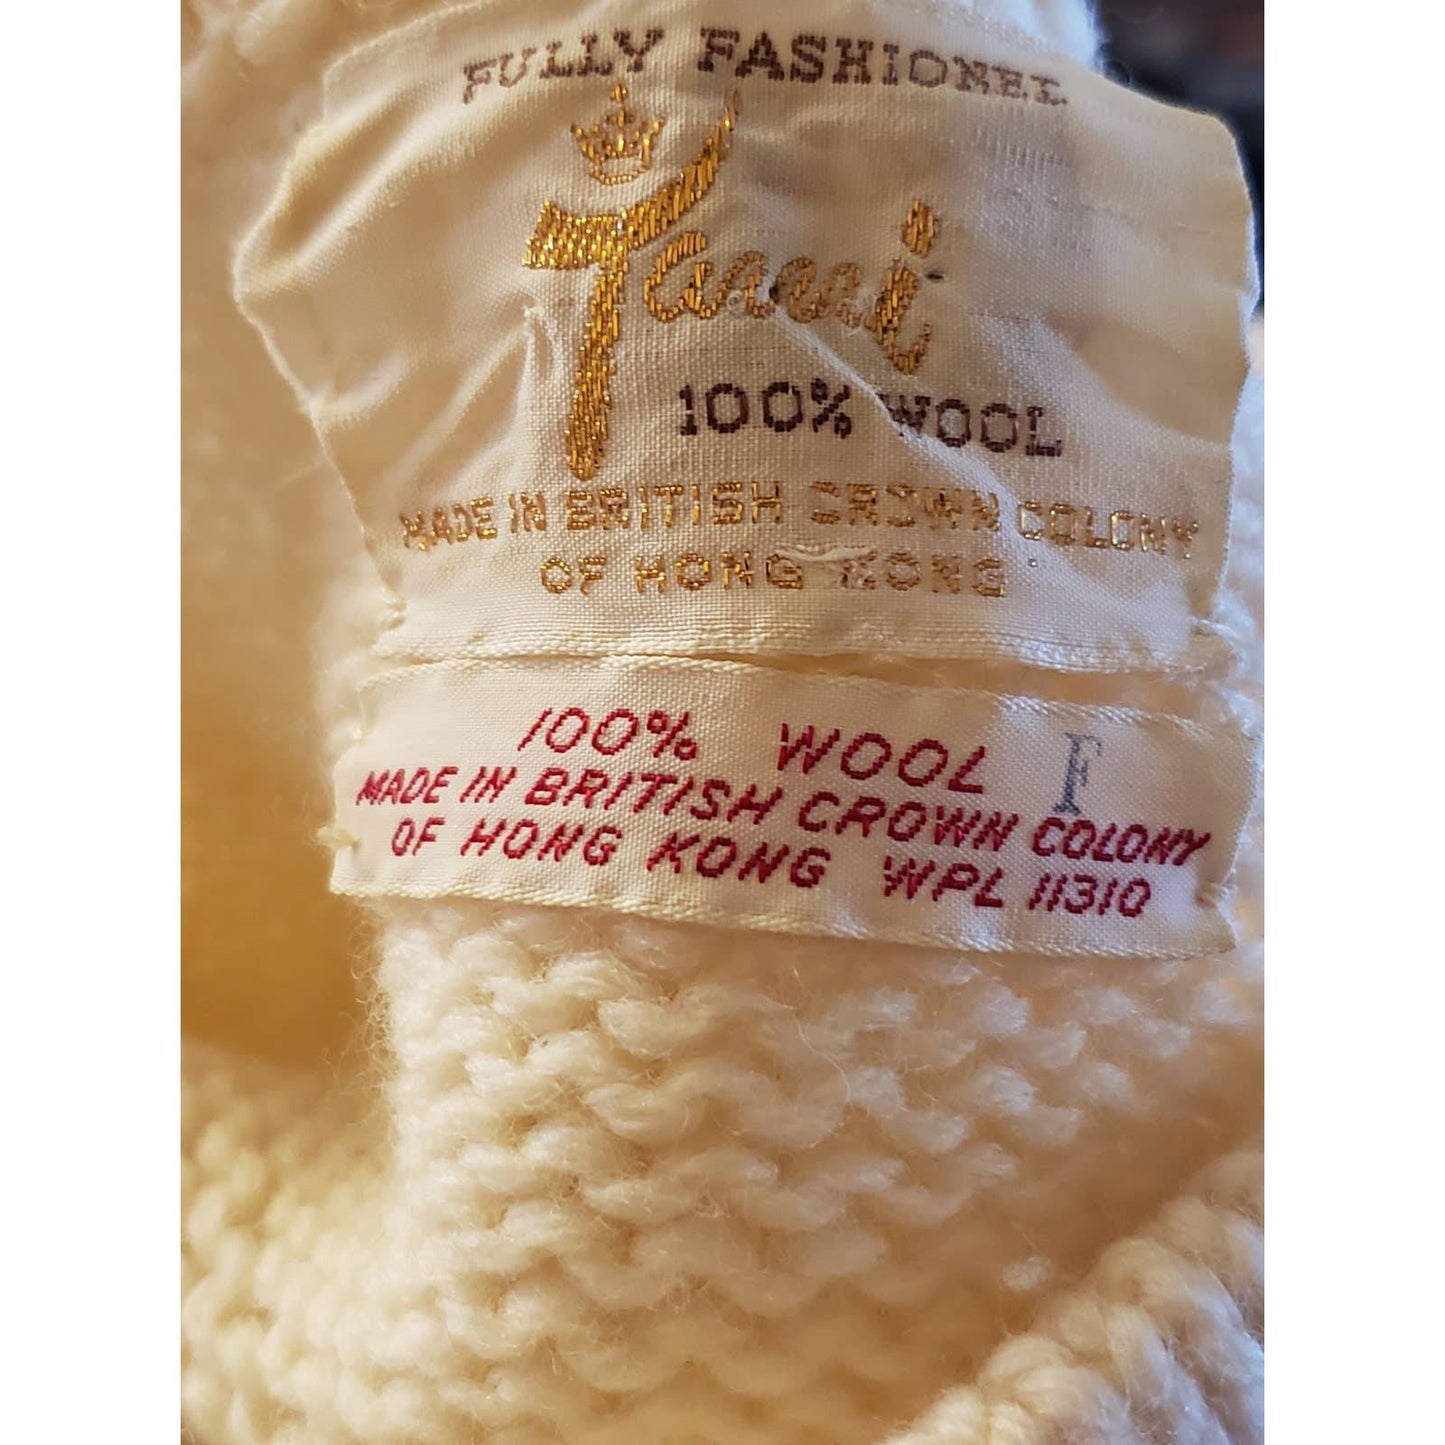 FULLY FASHIONED
100% WOOL
MADE IN BRITISH CROWN COLONY
OF HONG KONG
100% WOOL F
MADE IN BRITISH CROWN COLONY
OF HONG KONG WPL 11310